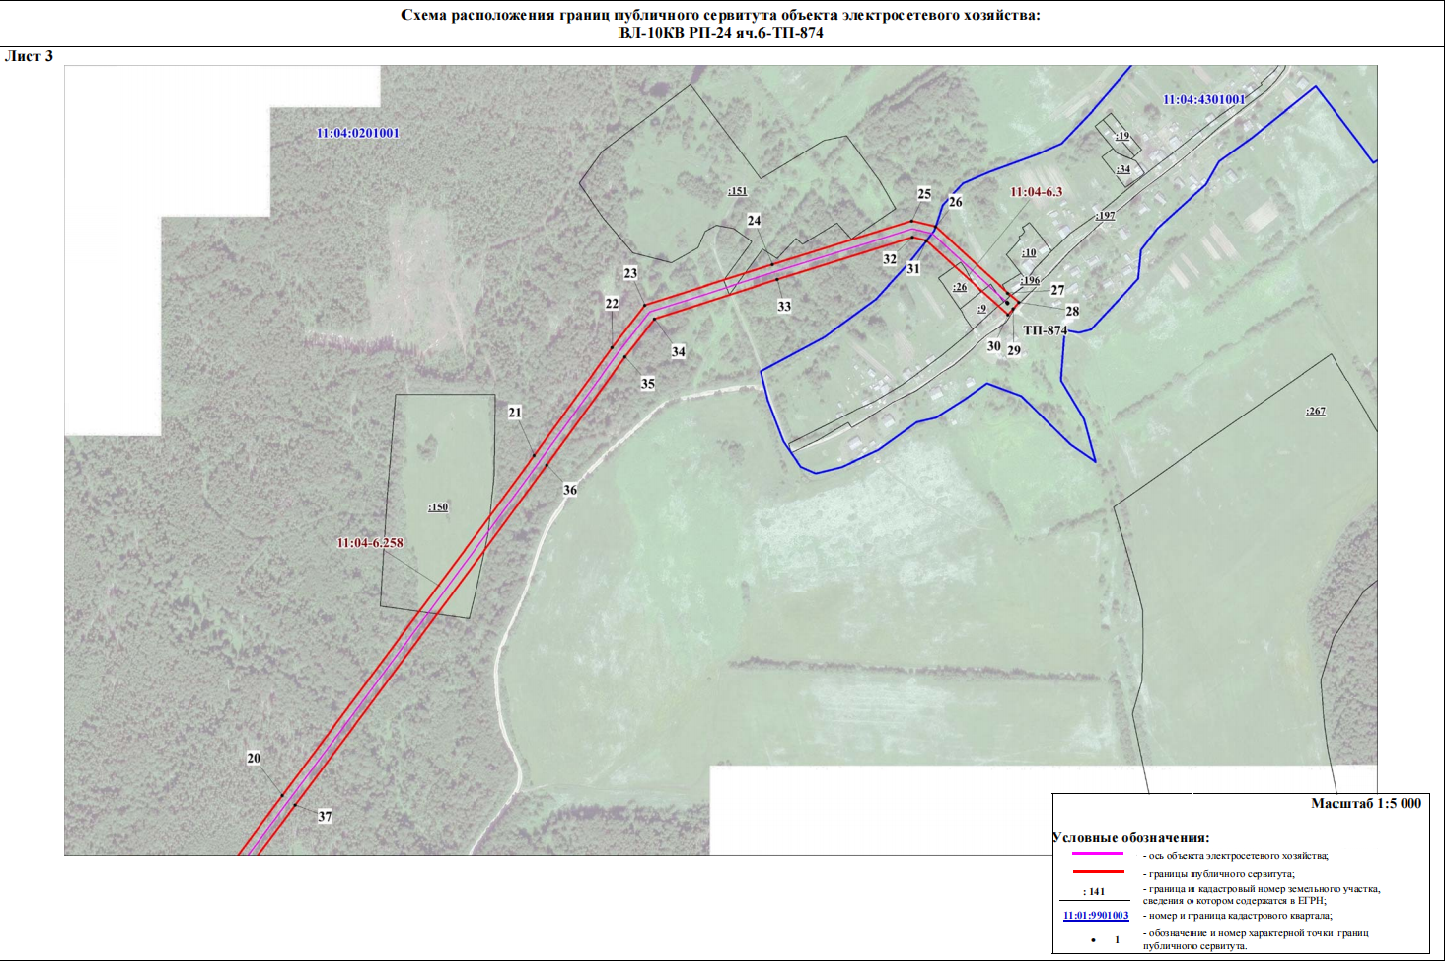 Схема расположения границ публичного сервитута объекта электросетевого хозяйства:
ВЛ-10КВ РП-24 яч.6-ТП-874
Лист 3
11:04:0201001
11:04:4301001
:19
:34
:151
11:04-6.3
25
26
24
:197
:10
32
31
23
:196
:26
27
22
33
:9
28
ТП-874
30
29
34
35
21
:267
36
:150
11:04-6.258
20
37
Масштаб 1:5 000
Условные обозначения:
- ось объекта электросетевого хозяйства;
- границы публичного сервитута;
: 141
- граница и кадастровый номер земельного участка,
сведения о котором содержатся в ЕГРН;
11:01:9901003
- номер и граница кадастрового квартала;
1
- обозначение и номер характерной точки границ
публичного сервитута.